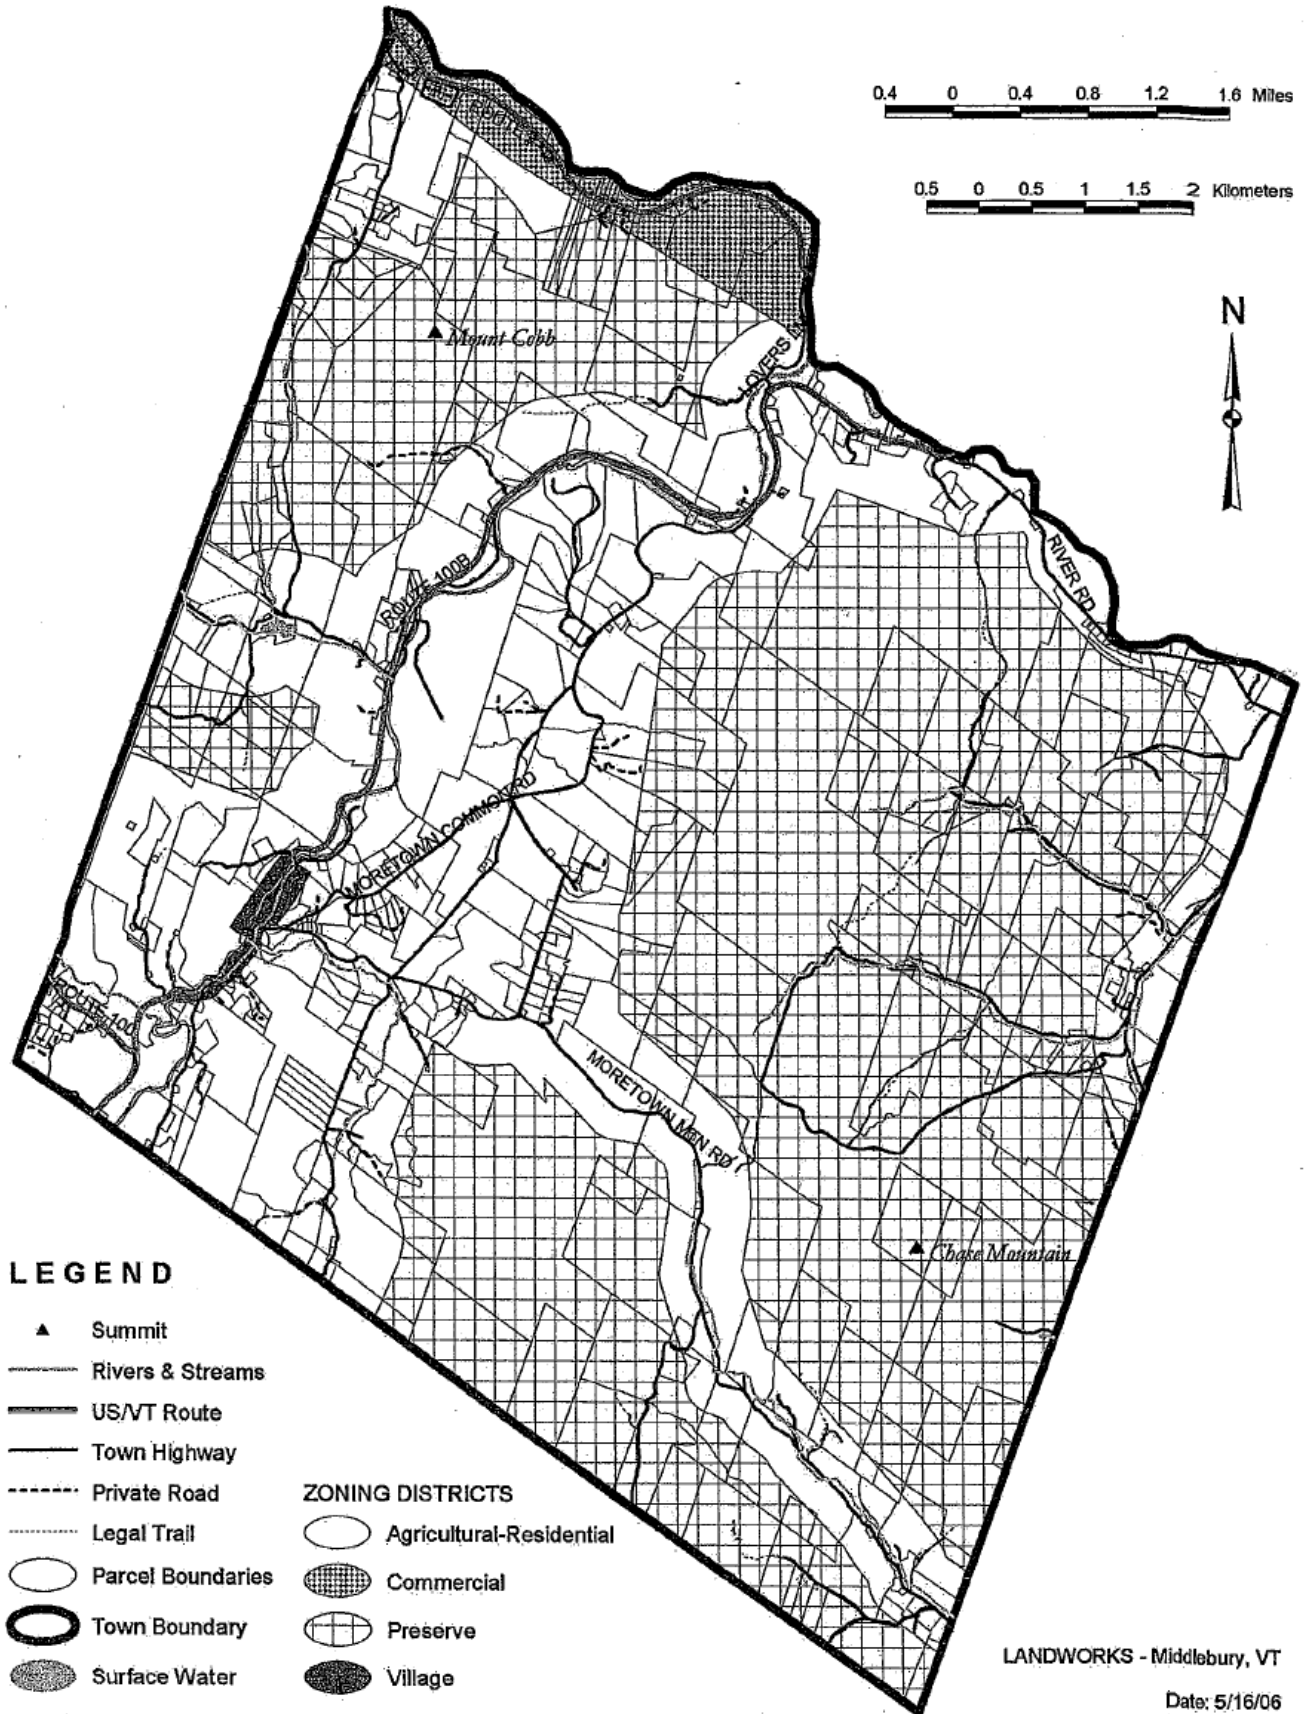 0.4 0 0.4 0.8 1.2 1.6 Miles
0.5 0 0.5 1 1.5 2 Kilometers
N
ROUTE
Mount Cobb
LOVERS
RIVER RD
ROUTE 100B
MORETOWN COMMON RD
ROUTE 100
MORETOWN MTN RD
Chase Mountain
LEGEND
Summit
Rivers & Streams
US/VT Route
Town Highway
Private Road
Legal Trail
Parcel Boundaries
Town Boundary
Surface Water
ZONING DISTRICTS
Agricultural-Residential
Commercial
Preserve
Village
LANDWORKS - Middlebury, VT
Date: 5/16/06